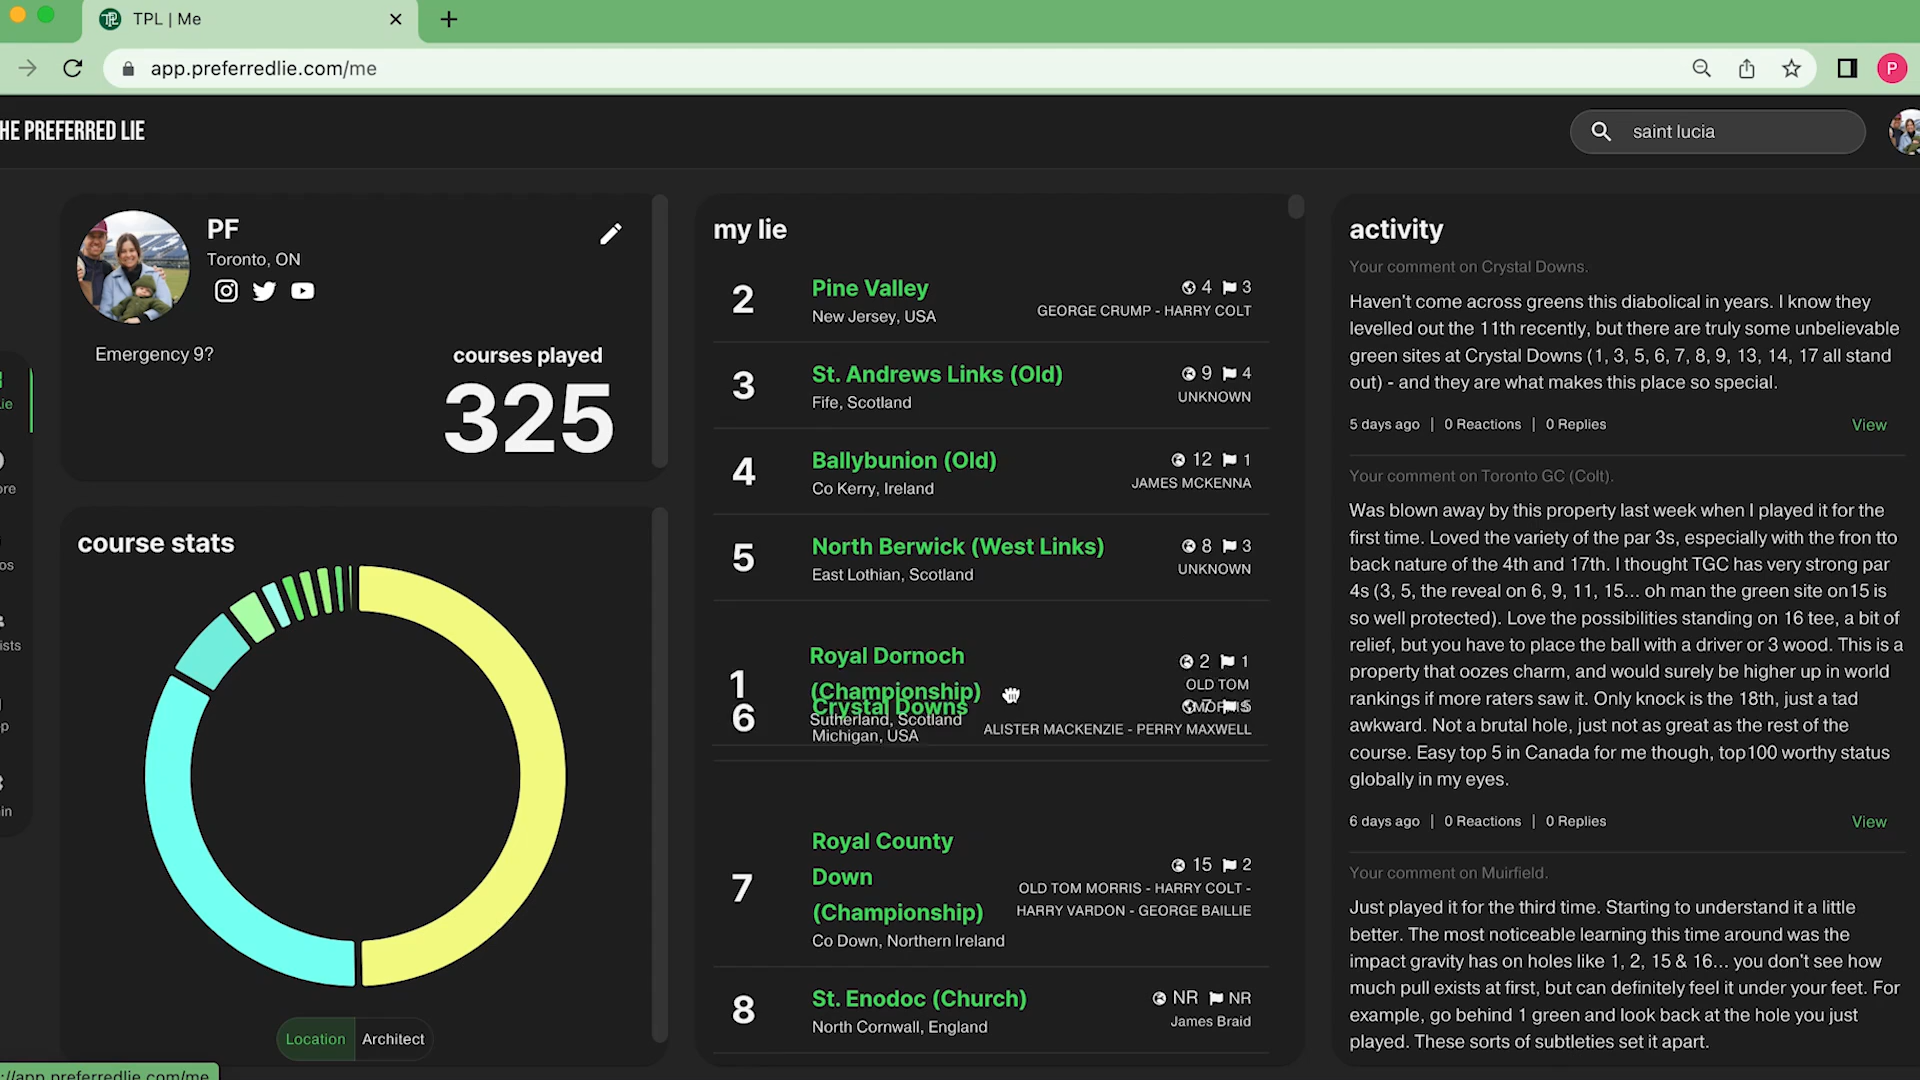 TPL | Me
app.preferredlie.com/me
P
HE PREFERRED LIE
saint lucia
PF
Toronto, ON
Emergency 9?
courses played
325
course stats
Location
Architect
my lie
2
Pine Valley
New Jersey, USA
4 3
GEORGE CRUMP - HARRY COLT
3
St. Andrews Links (Old)
Fife, Scotland
9 4
UNKNOWN
4
Ballybunion (Old)
Co Kerry, Ireland
12 1
JAMES MCKENNA
5
North Berwick (West Links)
East Lothian, Scotland
8 3
UNKNOWN
1
Royal Dornoch
(Championship)
Sutherland, Scotland
2 1
OLD TOM
MORRIS
6
Crystal Downs
Michigan, USA
7 5
ALISTER MACKENZIE - PERRY MAXWELL
7
Royal County
Down
(Championship)
Co Down, Northern Ireland
15 2
OLD TOM MORRIS - HARRY COLT -
HARRY VARDON - GEORGE BAILLIE
8
St. Enodoc (Church)
North Cornwall, England
NR NR
James Braid
activity
Your comment on Crystal Downs.
Haven't come across greens this diabolical in years. I know they
levelled out the 11th recently, but there are truly some unbelievable
green sites at Crystal Downs (1, 3, 5, 6, 7, 8, 9, 13, 14, 17 all stand
out) - and they are what makes this place so special.
5 days ago | 0 Reactions | 0 Replies
View
Your comment on Toronto GC (Colt).
Was blown away by this property last week when I played it for the
first time. Loved the variety of the par 3s, especially with the fron tto
back nature of the 4th and 17th. I thought TGC has very strong par
4s (3, 5, the reveal on 6, 9, 11, 15... oh man the green site on15 is
so well protected). Love the possibilities standing on 16 tee, a bit of
relief, but you have to place the ball with a driver or 3 wood. This is a
property that oozes charm, and would surely be higher up in world
rankings if more raters saw it. Only knock is the 18th, just a tad
awkward. Not a brutal hole, just not as great as the rest of the
course. Easy top 5 in Canada for me though, top100 worthy status
globally in my eyes.
6 days ago | 0 Reactions | 0 Replies
View
Your comment on Muirfield.
Just played it for the third time. Starting to understand it a little
better. The most noticeable learning this time around was the
impact gravity has on holes like 1, 2, 15 & 16... you don't see how
much pull exists at first, but can definitely feel it under your feet. For
example, go behind 1 green and look back at the hole you just
played. These sorts of subtleties set it apart.
://app.preferredlie.com/me